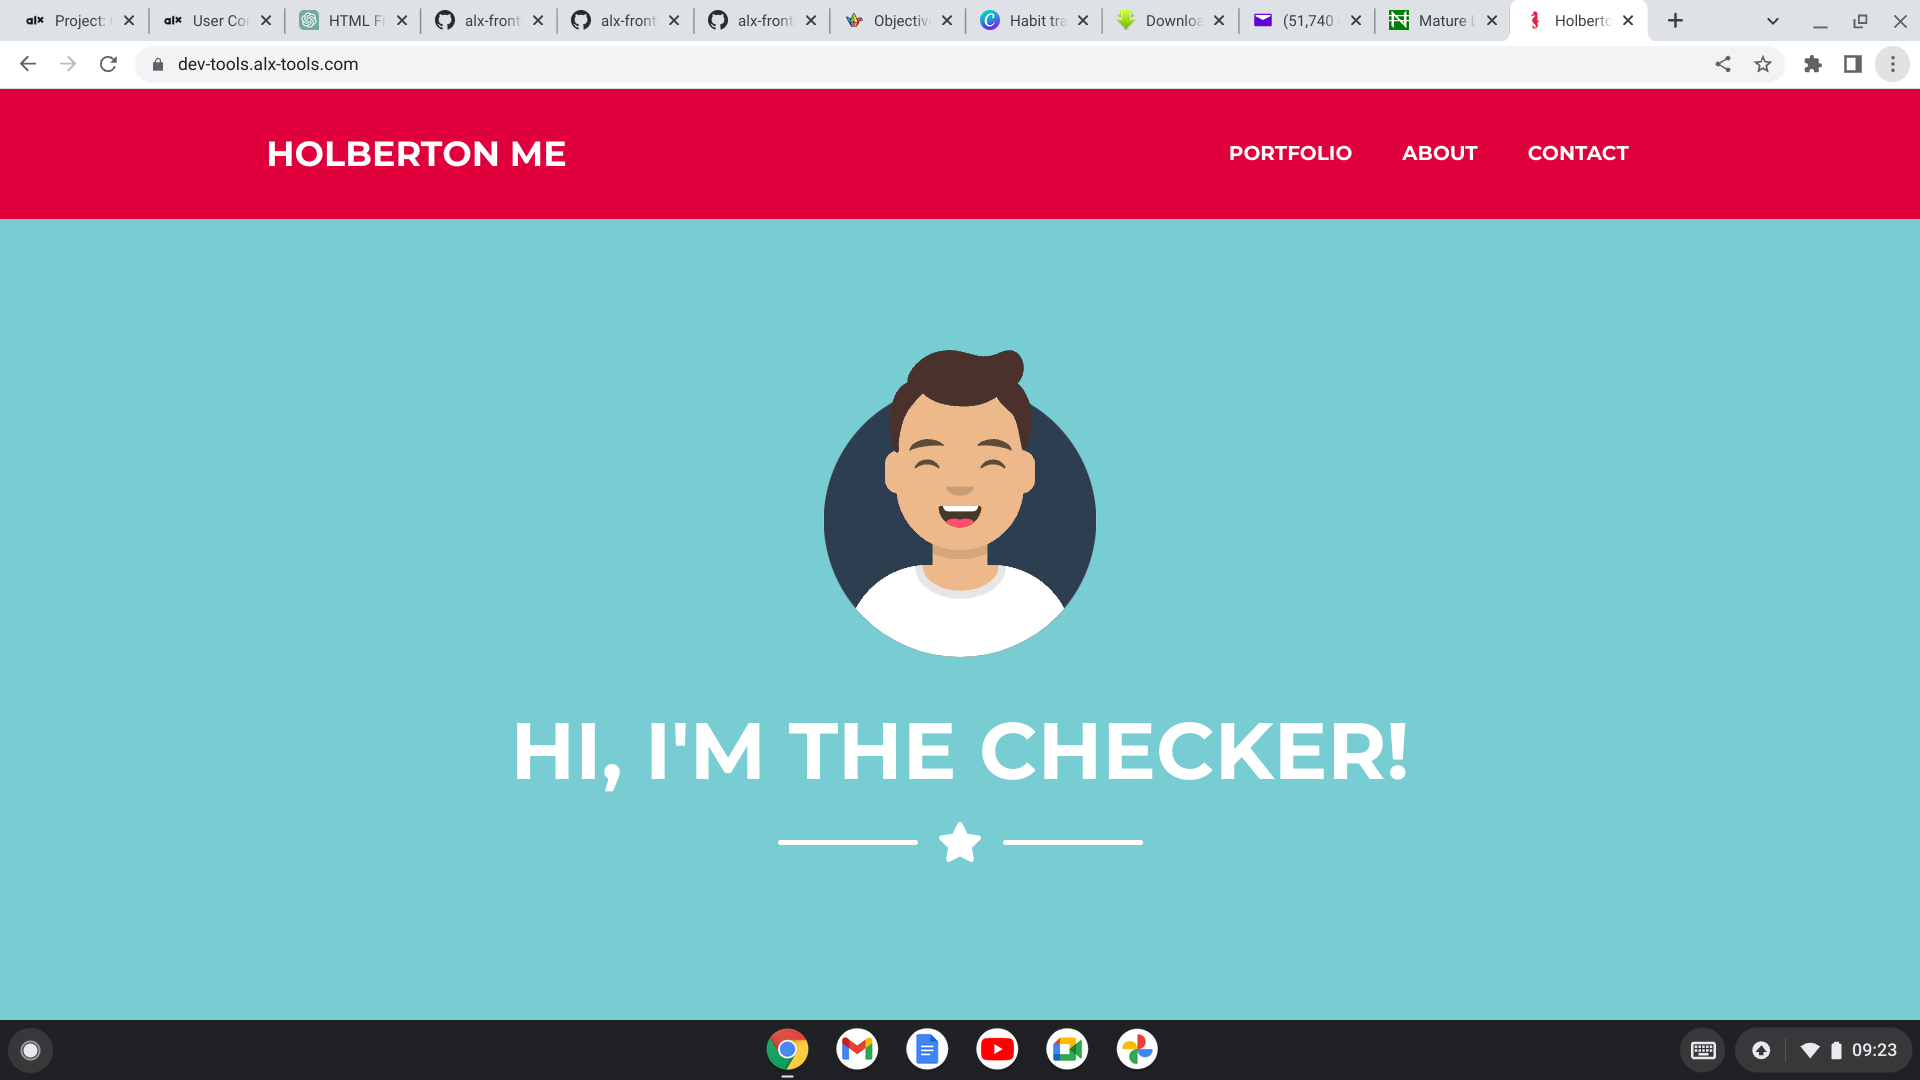 alx Project:
alx User Co
HTML Fi
alx-front
alx-front
alx-front
Objectiv
Habit tra
Downloa
(51,740
Mature
Holberto
dev-tools.alx-tools.com
HOLBERTON ME
PORTFOLIO
ABOUT
CONTACT
HI, I'M THE CHECKER!
09:23